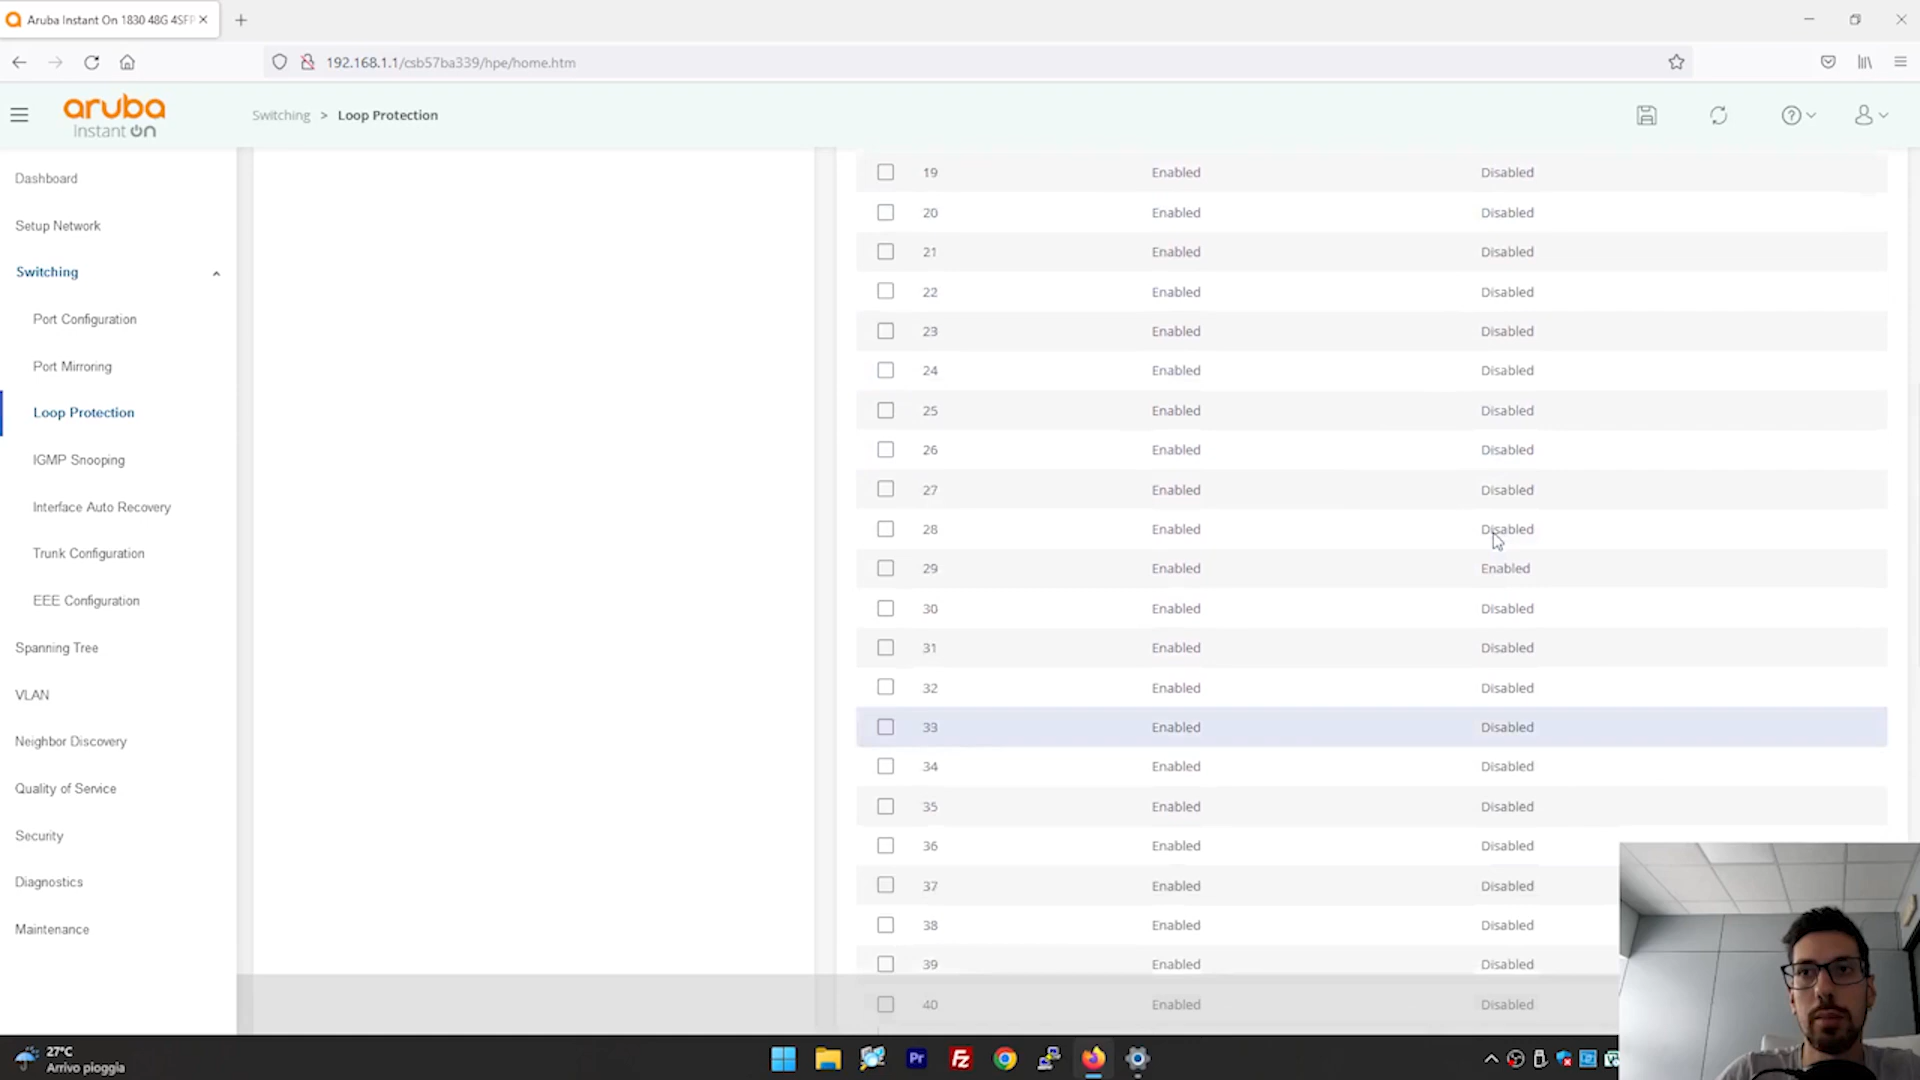 Aruba Instant On 1830 48G 4SFP
192.168.1.1/csb57ba339/hpe/home.htm
aruba
instant on
Switching > Loop Protection
Dashboard
Setup Network
Switching
Port Configuration
Port Mirroring
Loop Protection
IGMP Snooping
Interface Auto Recovery
Trunk Configuration
EEE Configuration
Spanning Tree
VLAN
Neighbor Discovery
Quality of Service
Security
Diagnostics
Maintenance
19 Enabled Disabled
20 Enabled Disabled
21 Enabled Disabled
22 Enabled Disabled
23 Enabled Disabled
24 Enabled Disabled
25 Enabled Disabled
26 Enabled Disabled
27 Enabled Disabled
28 Enabled Disabled
29 Enabled Enabled
30 Enabled Disabled
31 Enabled Disabled
32 Enabled Disabled
33 Enabled Disabled
34 Enabled Disabled
35 Enabled Disabled
36 Enabled Disabled
37 Enabled Disabled
38 Enabled Disabled
39 Enabled Disabled
40 Enabled Disabled
27°C
Arrivo pioggia
Pr
Fz